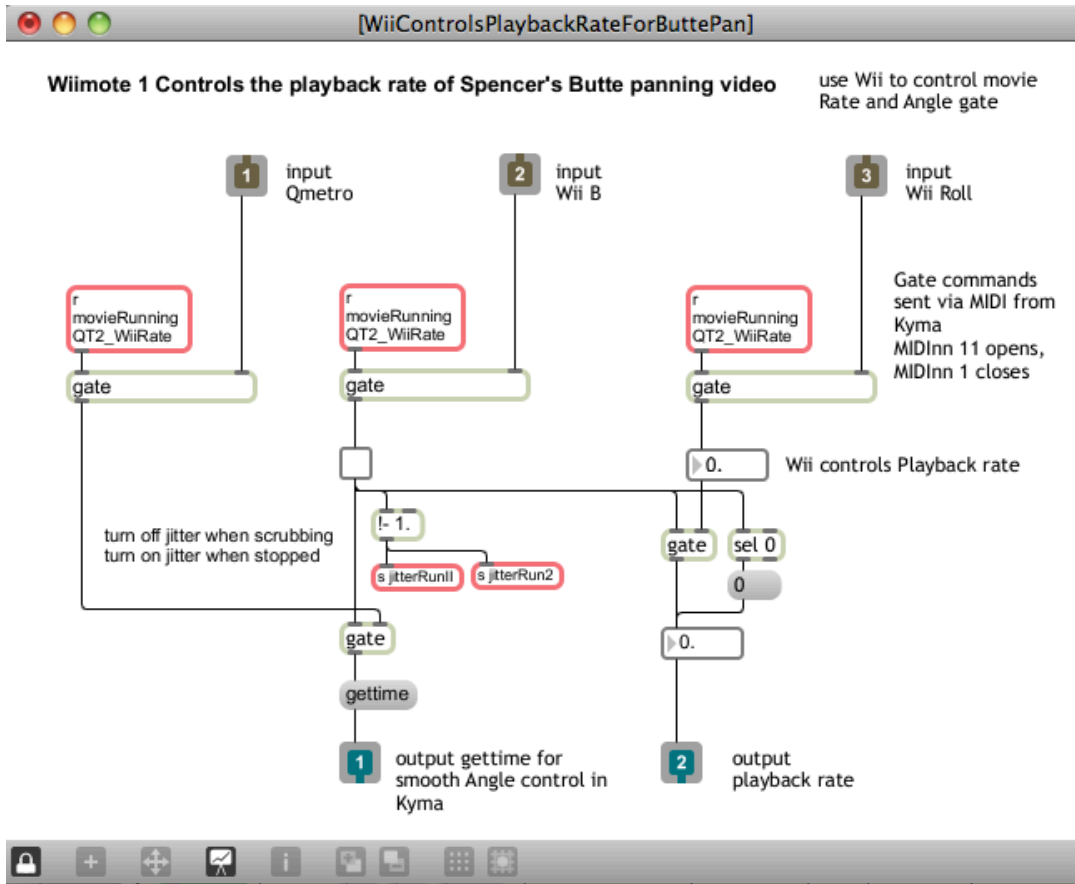 [WiiControlsPlaybackRateForButtePan]
Wiimote 1 Controls the playback rate of Spencer's Butte panning video
use Wii to control movie
Rate and Angle gate
1
input
Qmetro
2
input
Wii B
3
input
Wii Roll
r
movieRunning
QT2_WiiRate
r
movieRunning
QT2_WiiRate
r
movieRunning
QT2_WiiRate
Gate commands
sent via MIDI from
Kyma
MIDInn 11 opens,
MIDInn 1 closes
gate
gate
gate
0.
Wii controls Playback rate
turn off jitter when scrubbing
turn on jitter when stopped
!- 1.
s jitterRunII
s jitterRun2
gate
sel 0
0
gate
0.
gettime
1
output gettime for
smooth Angle control in
Kyma
2
output
playback rate